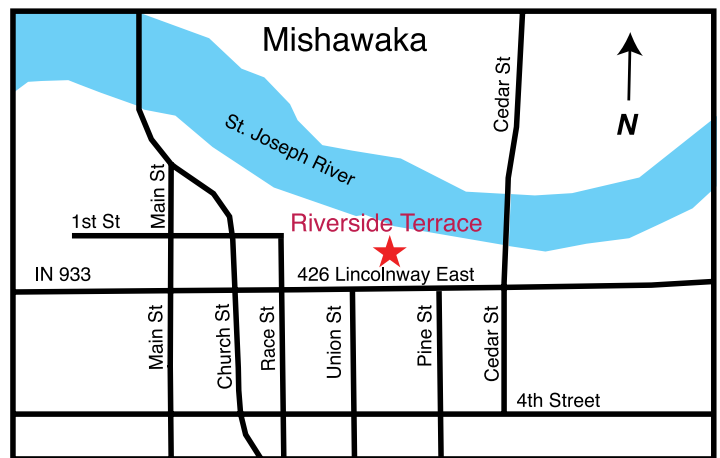 Mishawaka
Cedar St
N
St. Joseph River
Main St
1st St
Riverside Terrace
IN 933
426 Lincolnway East
Main St
Church St
Race St
Union St
Pine St
Cedar St
4th Street